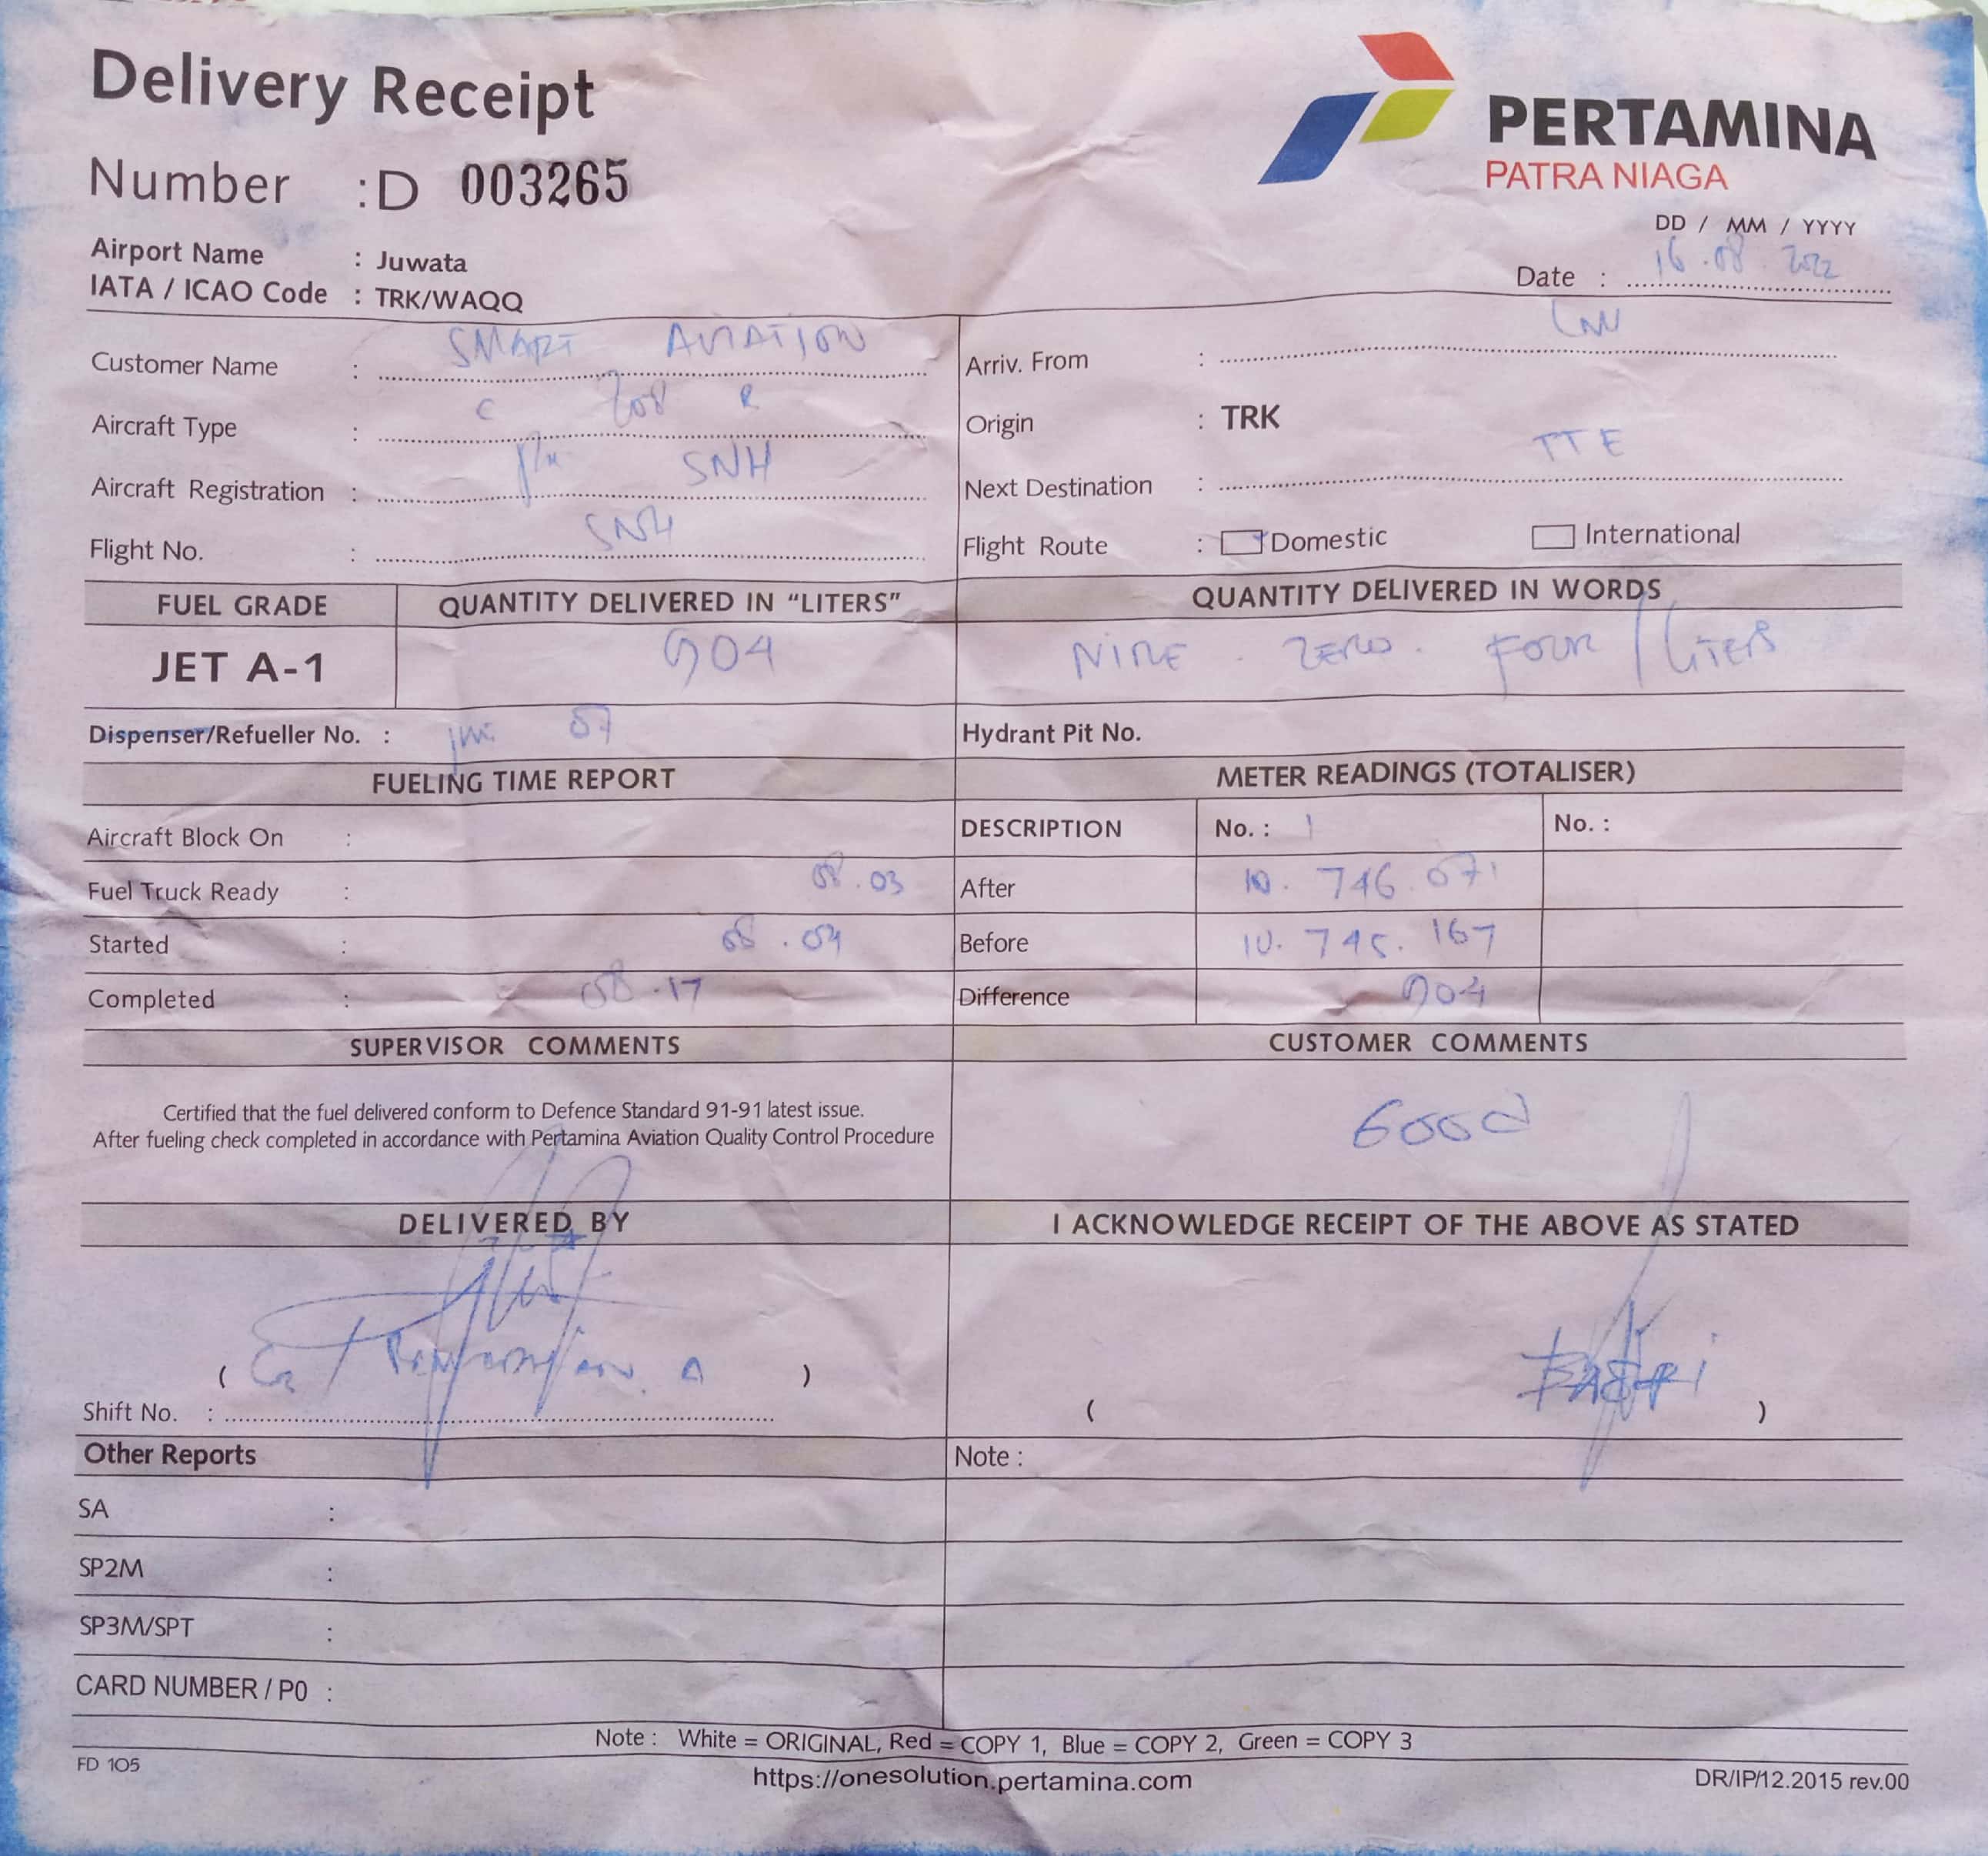 Delivery Receipt
PERTAMINA
PATRA NIAGA
Number :D 003265
DD / MM / YYYY
Airport Name : Juwata
Date : 16.08.2022
IATA / ICAO Code : TRK/WAQQ
Customer Name : SMART AVIATION
Arriv. From :
Aircraft Type : C 208 B
Origin : TRK
Aircraft Registration : SNH
Next Destination : TTE
Flight No. : SNH
Flight Route : Domestic International
FUEL GRADE QUANTITY DELIVERED IN “LITERS” QUANTITY DELIVERED IN WORDS
JET A-1 904 NINE . ZERO . FOUR / LITERS
Dispenser/Refueller No. : 07
Hydrant Pit No.
FUELING TIME REPORT METER READINGS (TOTALISER)
Aircraft Block On :
DESCRIPTION No. : 1 No. :
Fuel Truck Ready : 08.03
After 10.746.071
Started : 08.04
Before 10.745.167
Completed : 08.17
Difference 904
SUPERVISOR COMMENTS CUSTOMER COMMENTS
Certified that the fuel delivered conform to Defence Standard 91-91 latest issue.
After fueling check completed in accordance with Pertamina Aviation Quality Control Procedure
Good
DELIVERED BY I ACKNOWLEDGE RECEIPT OF THE ABOVE AS STATED
( )
Shift No. :
( )
Other Reports Note :
SA :
SP2M :
SP3M/SPT :
CARD NUMBER / P0 :
Note : White = ORIGINAL, Red = COPY 1, Blue = COPY 2, Green = COPY 3
FD 105
https://onesolution.pertamina.com
DR/IP/12.2015 rev.00